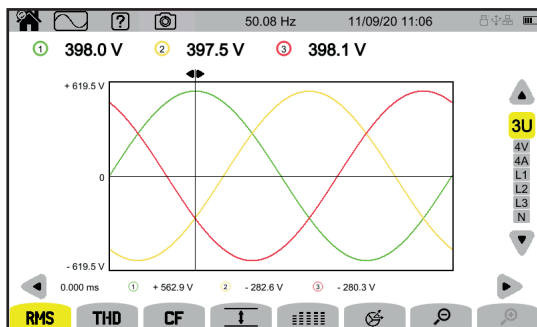 50.08 Hz 11/09/20 11:06
1 398.0 V 2 397.5 V 3 398.1 V
+ 619.5 V
0
- 619.5 V
3U
4V
4A
L1
L2
L3
N
0.000 ms 1 + 562.9 V 2 - 282.6 V 3 - 280.3 V
RMS THD CF